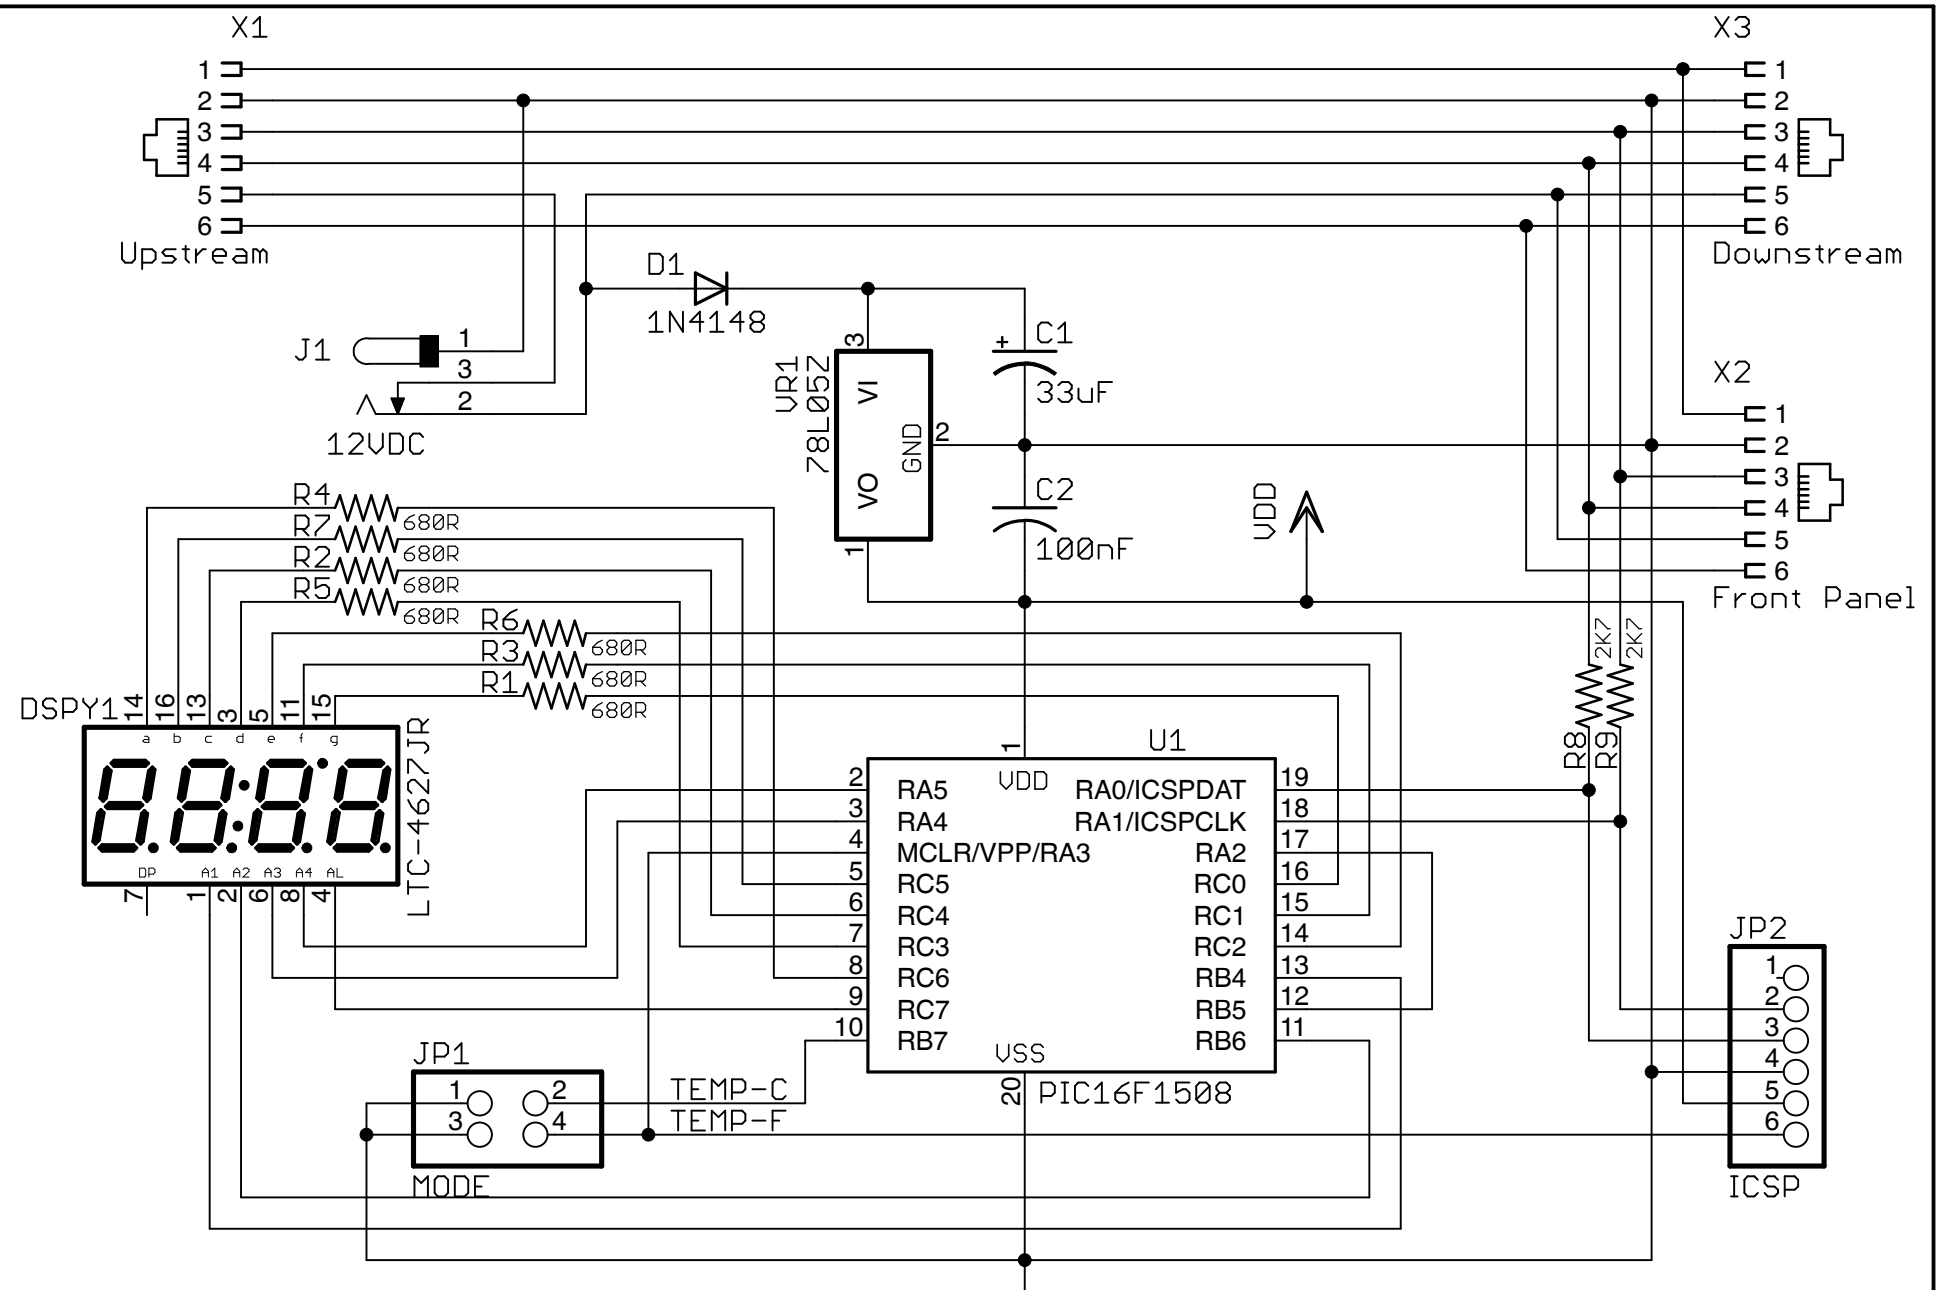 X1
X3
1
1
2
2
3
3
4
4
5
5
6
6
Upstream
Downstream
D1
1N4148
J1
1
3
2
12VDC
VR1
78L05Z
3
VI
GND
2
VO
1
C1
+
33uF
C2
100nF
VDD
X2
1
2
3
4
5
6
Front Panel
R4
680R
R7
680R
R2
680R
R5
680R
R6
680R
R3
680R
R1
680R
2K7
2K7
R8
R9
DSPY1
14
16
13
3
5
11
15
a b c d e f g
LTC-4627JR
DP A1 A2 A3 A4 AL
7
1
2
6
8
4
U1
1
VDD
2 RA5
RA0/ICSPDAT 19
3 RA4
RA1/ICSPCLK 18
4 MCLR/VPP/RA3
RA2 17
5 RC5
RC0 16
6 RC4
RC1 15
7 RC3
RC2 14
8 RC6
RB4 13
9 RC7
RB5 12
10 RB7
RB6 11
VSS
20
PIC16F1508
JP1
1 2
3 4
MODE
TEMP-C
TEMP-F
JP2
1
2
3
4
5
6
ICSP